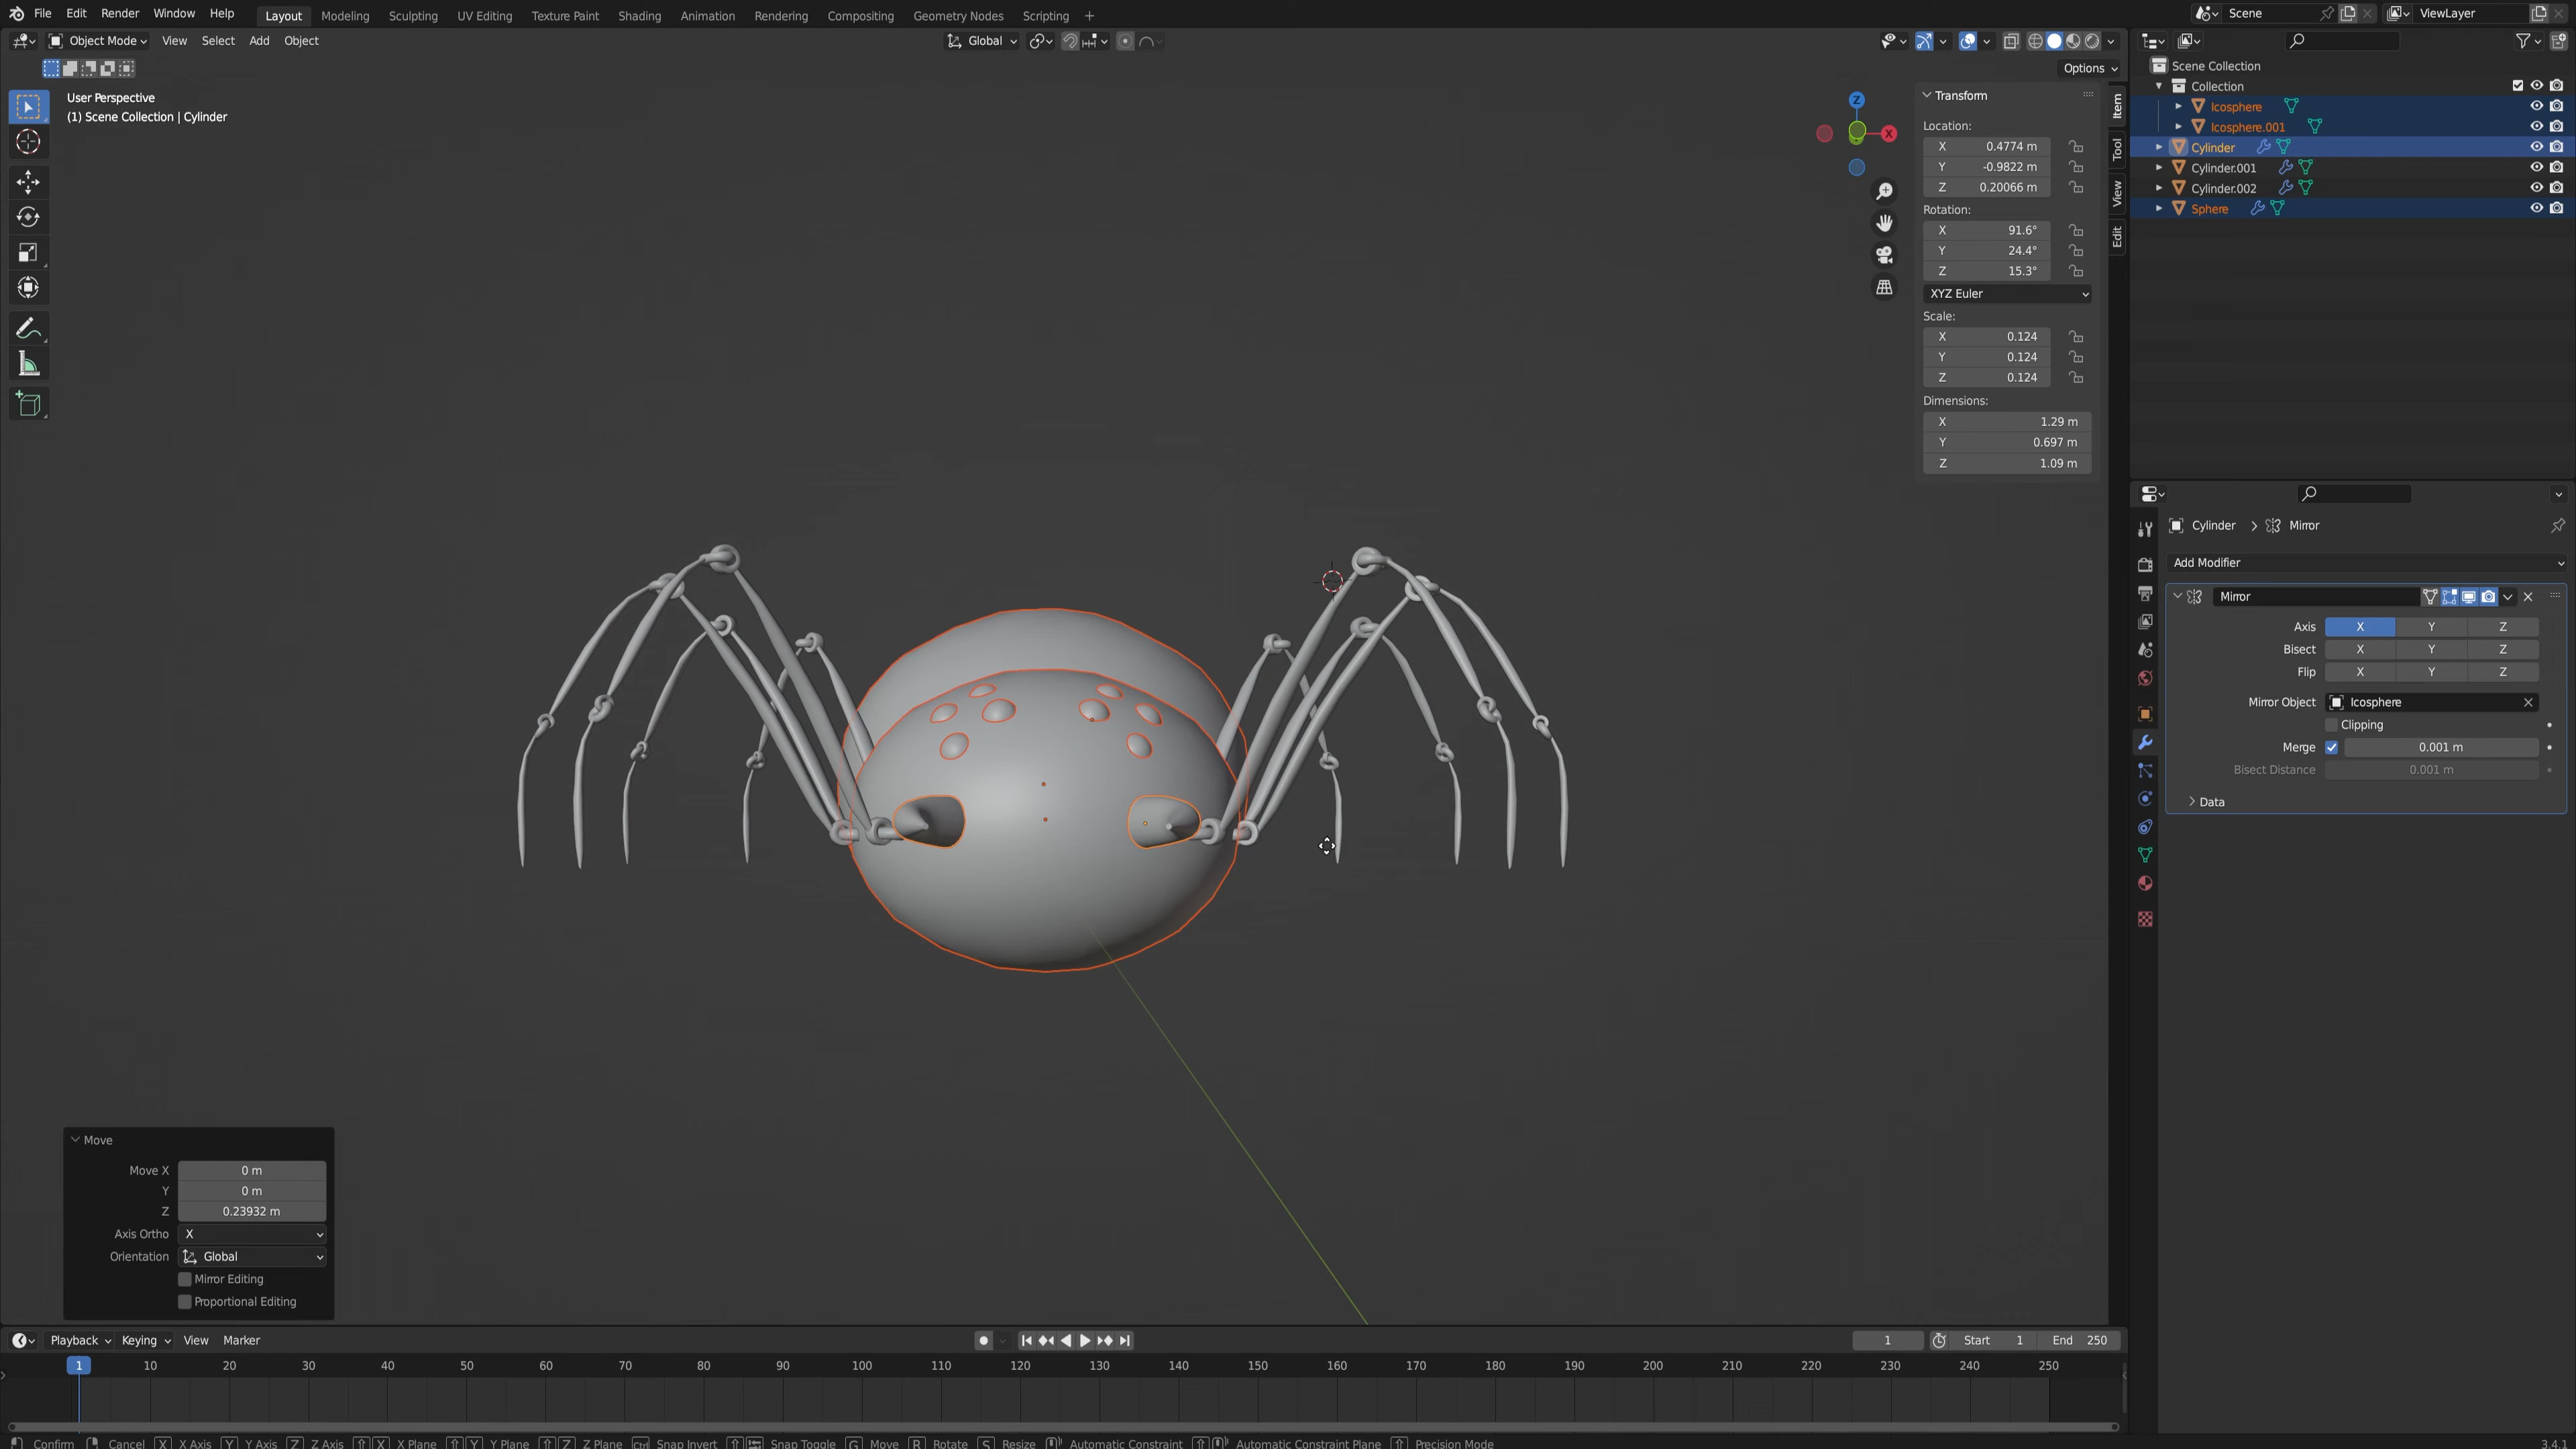 File Edit Render Window Help Layout Modeling Sculpting UV Editing Texture Paint Shading Animation Rendering Compositing Geometry Nodes Scripting + Scene ViewLayer
Object Mode View Select Add Object Global
Options
User Perspective
(1) Scene Collection | Cylinder
Z
X
Transform
Location:
X 0.4774 m
Y -0.9822 m
Z 0.20066 m
Rotation:
X 91.6°
Y 24.4°
Z 15.3°
XYZ Euler
Scale:
X 0.124
Y 0.124
Z 0.124
Dimensions:
X 1.29 m
Y 0.697 m
Z 1.09 m
Item
Tool
View
Edit
Scene Collection
Collection
Icosphere
Icosphere.001
Cylinder
Cylinder.001
Cylinder.002
Sphere
Cylinder > Mirror
Add Modifier
Mirror
Axis X Y Z
Bisect X Y Z
Flip X Y Z
Mirror Object Icosphere
Clipping
Merge 0.001 m
Bisect Distance 0.001 m
Data
Move
Move X 0 m
Y 0 m
Z 0.23932 m
Axis Ortho X
Orientation Global
Mirror Editing
Proportional Editing
Playback Keying View Marker 1 Start 1 End 250
1 10 20 30 40 50 60 70 80 90 100 110 120 130 140 150 160 170 180 190 200 210 220 230 240 250
Confirm Cancel X X Axis Y Y Axis Z Z Axis X X Plane Y Y Plane Z Z Plane Ctrl Snap Invert Snap Toggle G Move R Rotate S Resize Automatic Constraint Automatic Constraint Plane Precision Mode 3.4.1